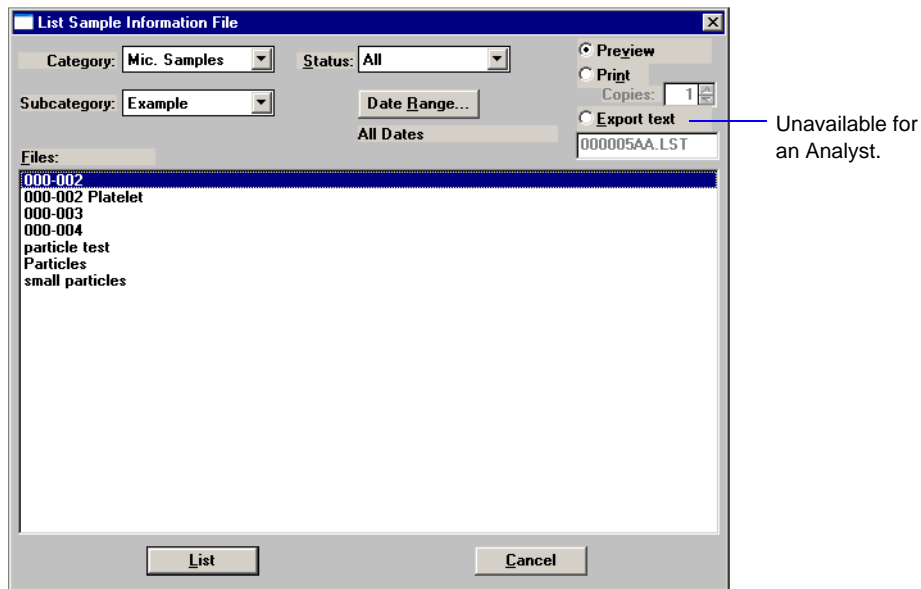 List Sample Information File
Category: Mic. Samples
Status: All
Preview
Print
Copies: 1
Subcategory: Example
Date Range...
All Dates
Export text
000005AA.LST
Unavailable for
an Analyst.
Files:
000-002
000-002 Platelet
000-003
000-004
particle test
Particles
small particles
List
Cancel